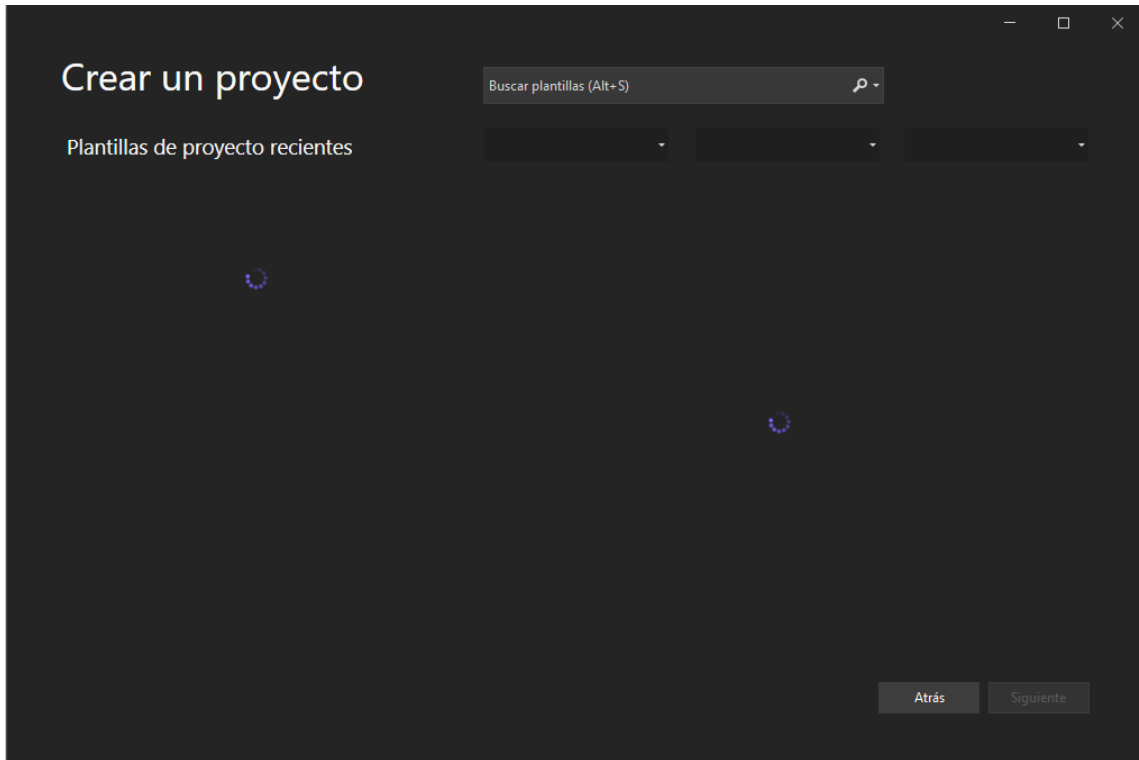 Crear un proyecto
Buscar plantillas (Alt+S)
Plantillas de proyecto recientes
Atrás
Siguiente